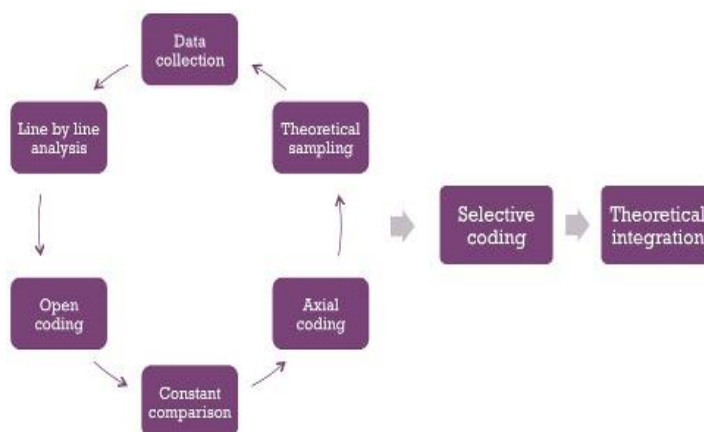 Data
collection
Line by line
analysis
Theoretical
sampling
Selective
coding
Theoretical
integration
Open
coding
Axial
coding
Constant
comparison